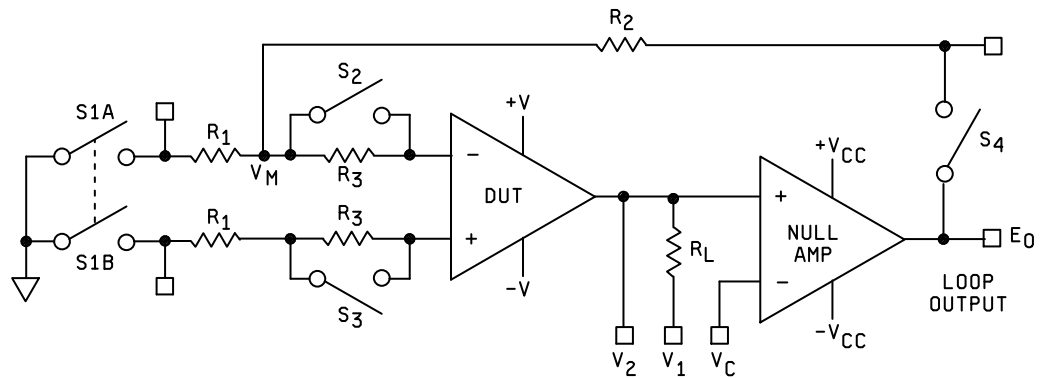 R2
S2
S1A
R1
+V
S4
+VCC
VM
R3
−
DUT
+
R1
R3
+
NULL
AMP
E0
S1B
RL
−
LOOP
OUTPUT
S3
−V
−VCC
V2
V1
VC